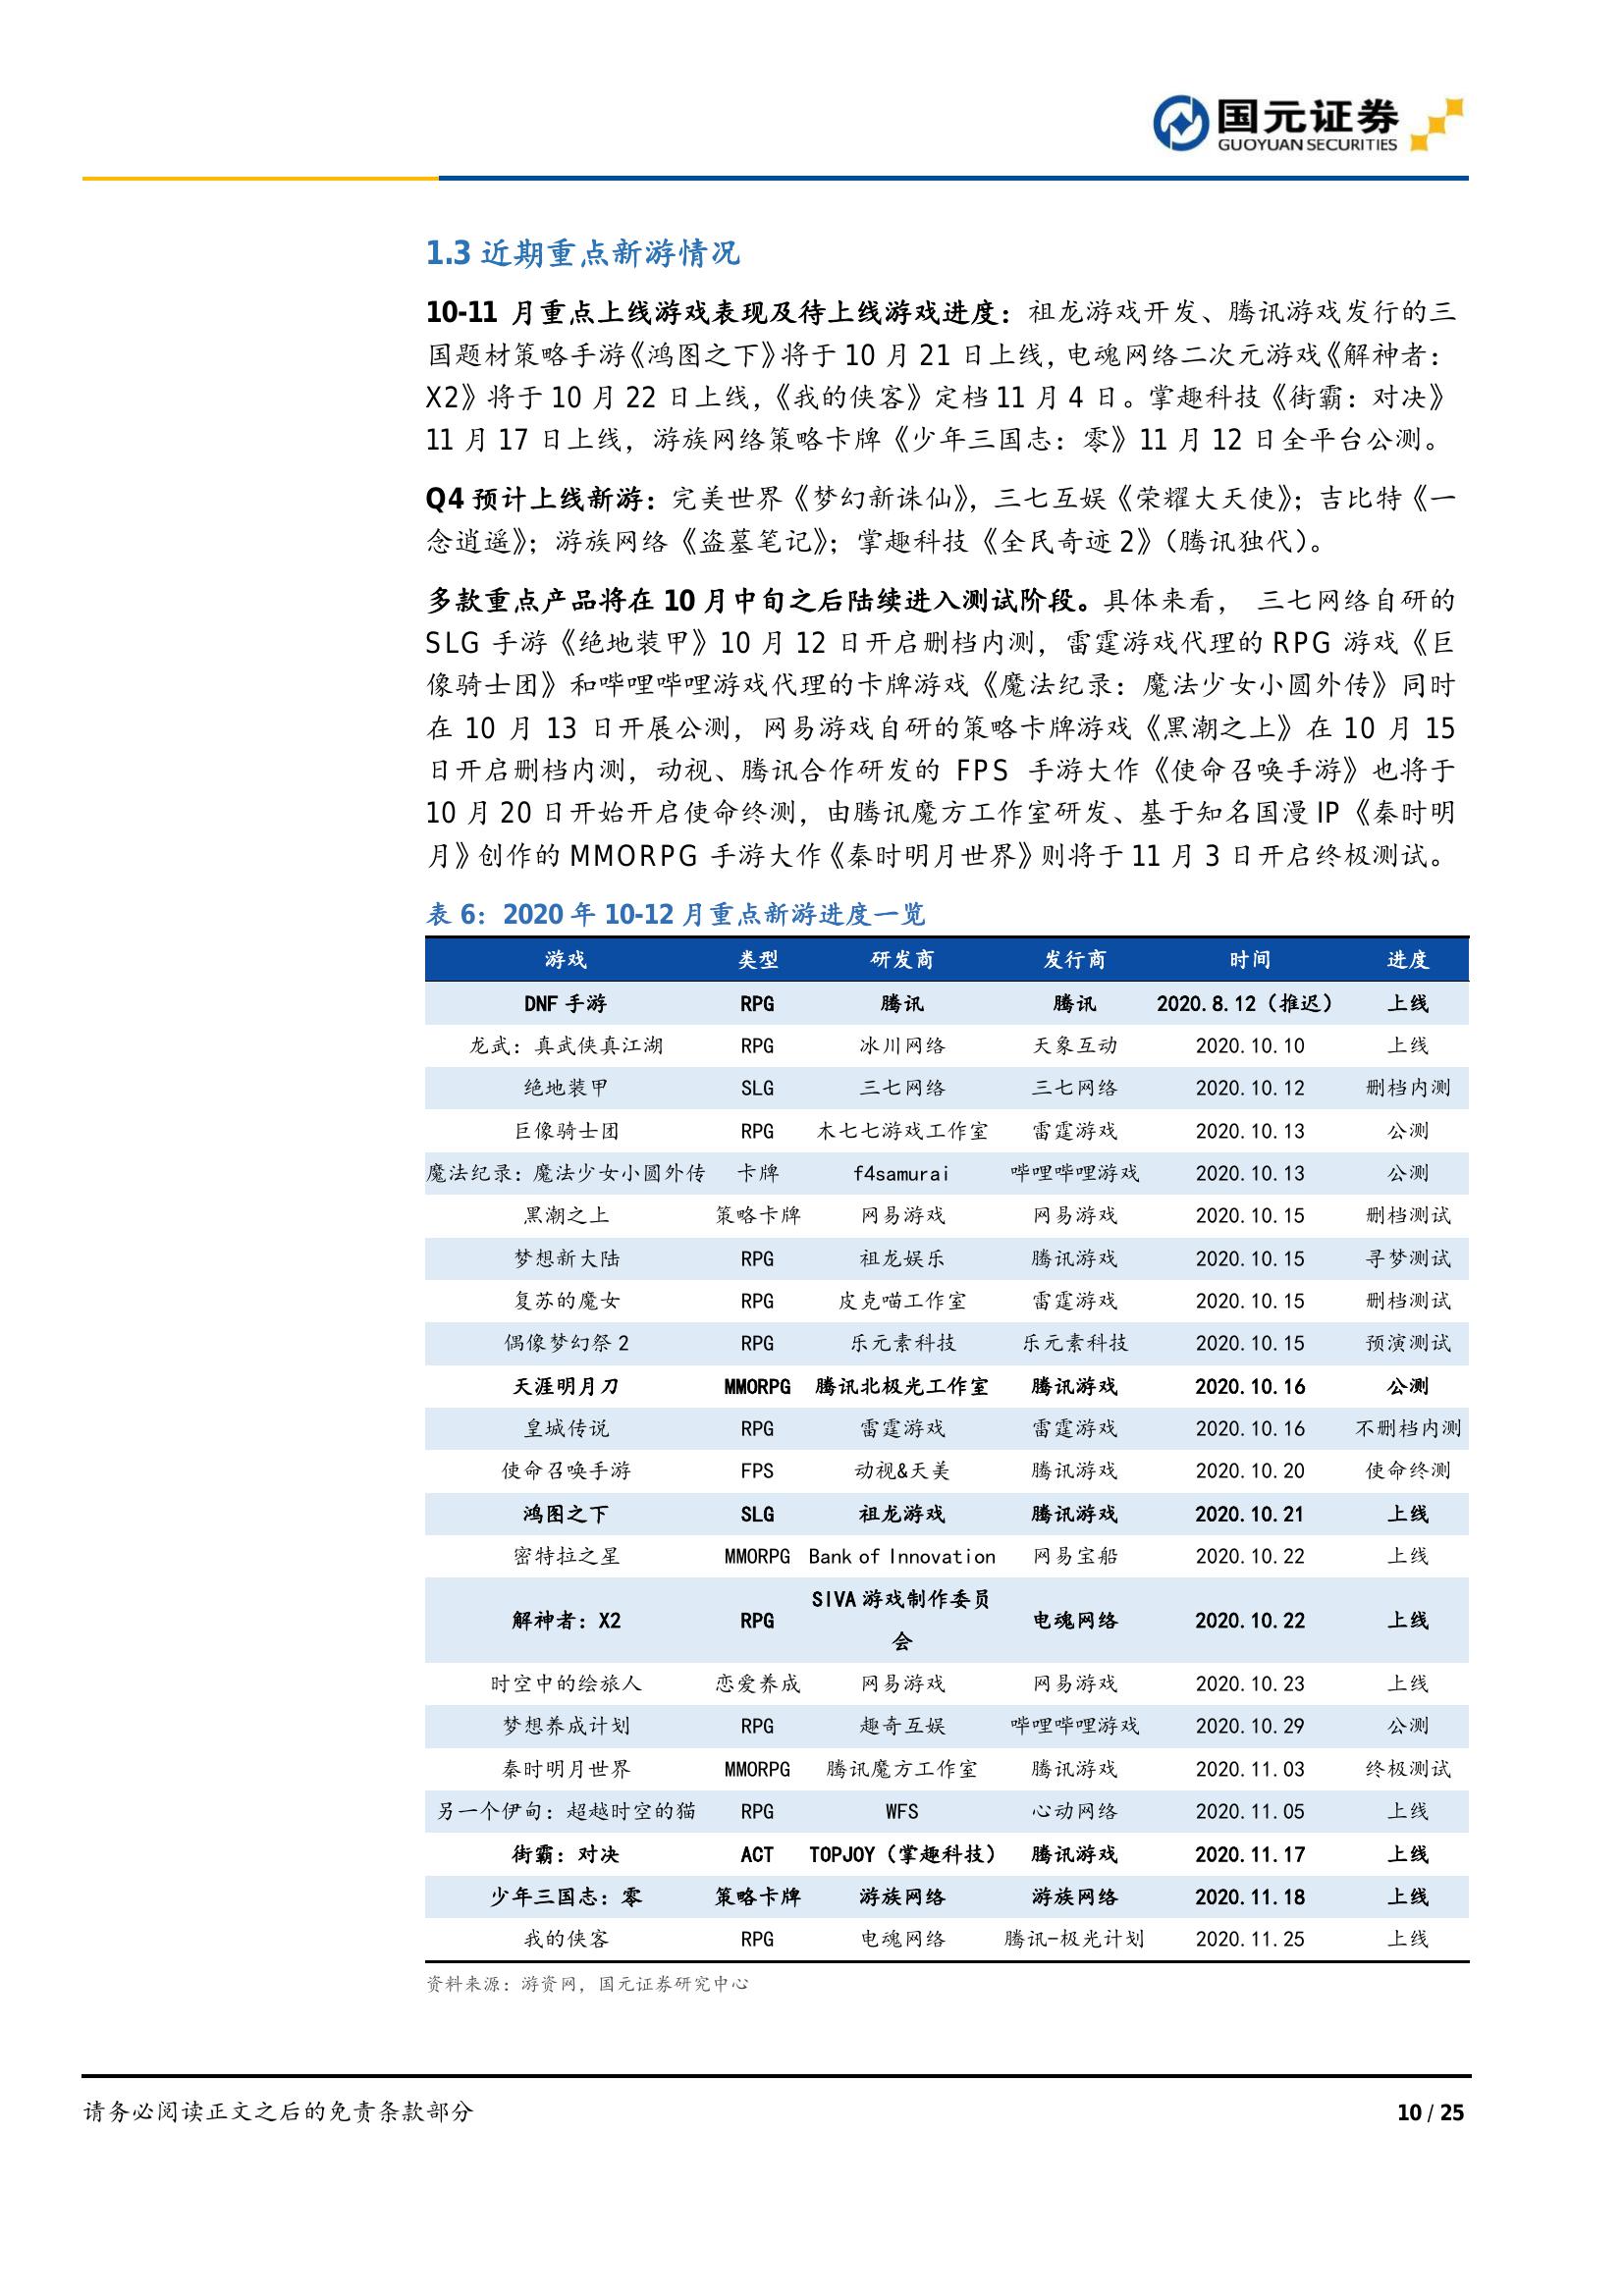 国元证券
GUOYUAN SECURITIES
1.3 近期重点新游情况
10-11 月重点上线游戏表现及待上线游戏进度：祖龙游戏开发、腾讯游戏发行的三
国题材策略手游《鸿图之下》将于 10 月 21 日上线，电魂网络二次元游戏《解神者：
X2》将于 10 月 22 日上线，《我的侠客》定档 11 月 4 日。掌趣科技《街霸：对决》
11 月 17 日上线，游族网络策略卡牌《少年三国志：零》11 月 12 日全平台公测。
Q4 预计上线新游：完美世界《梦幻新诛仙》，三七互娱《荣耀大天使》；吉比特《一
念逍遥》；游族网络《盗墓笔记》；掌趣科技《全民奇迹 2》（腾讯独代）。
多款重点产品将在 10 月中旬之后陆续进入测试阶段。具体来看， 三七网络自研的
SLG 手游《绝地装甲》10 月 12 日开启删档内测，雷霆游戏代理的 RPG 游戏《巨
像骑士团》和哔哩哔哩游戏代理的卡牌游戏《魔法纪录：魔法少女小圆外传》同时
在 10 月 13 日开展公测，网易游戏自研的策略卡牌游戏《黑潮之上》在 10 月 15
日开启删档内测，动视、腾讯合作研发的 FPS 手游大作《使命召唤手游》也将于
10 月 20 日开始开启使命终测，由腾讯魔方工作室研发、基于知名国漫 IP《秦时明
月》创作的 MMORPG 手游大作《秦时明月世界》则将于 11 月 3 日开启终极测试。
表 6：2020 年 10-12 月重点新游进度一览
游戏 类型 研发商 发行商 时间 进度
DNF 手游 RPG 腾讯 腾讯 2020.8.12（推迟） 上线
龙武：真武侠真江湖 RPG 冰川网络 天象互动 2020.10.10 上线
绝地装甲 SLG 三七网络 三七网络 2020.10.12 删档内测
巨像骑士团 RPG 木七七游戏工作室 雷霆游戏 2020.10.13 公测
魔法纪录：魔法少女小圆外传 卡牌 f4samurai 哔哩哔哩游戏 2020.10.13 公测
黑潮之上 策略卡牌 网易游戏 网易游戏 2020.10.15 删档测试
梦想新大陆 RPG 祖龙娱乐 腾讯游戏 2020.10.15 寻梦测试
复苏的魔女 RPG 皮克喵工作室 雷霆游戏 2020.10.15 删档测试
偶像梦幻祭 2 RPG 乐元素科技 乐元素科技 2020.10.15 预演测试
天涯明月刀 MMORPG 腾讯北极光工作室 腾讯游戏 2020.10.16 公测
皇城传说 RPG 雷霆游戏 雷霆游戏 2020.10.16 不删档内测
使命召唤手游 FPS 动视&天美 腾讯游戏 2020.10.20 使命终测
鸿图之下 SLG 祖龙游戏 腾讯游戏 2020.10.21 上线
密特拉之星 MMORPG Bank of Innovation 网易宝船 2020.10.22 上线
解神者：X2 RPG SIVA 游戏制作委员会 电魂网络 2020.10.22 上线
时空中的绘旅人 恋爱养成 网易游戏 网易游戏 2020.10.23 上线
梦想养成计划 RPG 趣奇互娱 哔哩哔哩游戏 2020.10.29 公测
秦时明月世界 MMORPG 腾讯魔方工作室 腾讯游戏 2020.11.03 终极测试
另一个伊甸：超越时空的猫 RPG WFS 心动网络 2020.11.05 上线
街霸：对决 ACT TOPJOY（掌趣科技） 腾讯游戏 2020.11.17 上线
少年三国志：零 策略卡牌 游族网络 游族网络 2020.11.18 上线
我的侠客 RPG 电魂网络 腾讯-极光计划 2020.11.25 上线
资料来源：游资网，国元证券研究中心
请务必阅读正文之后的免责条款部分 10 / 25